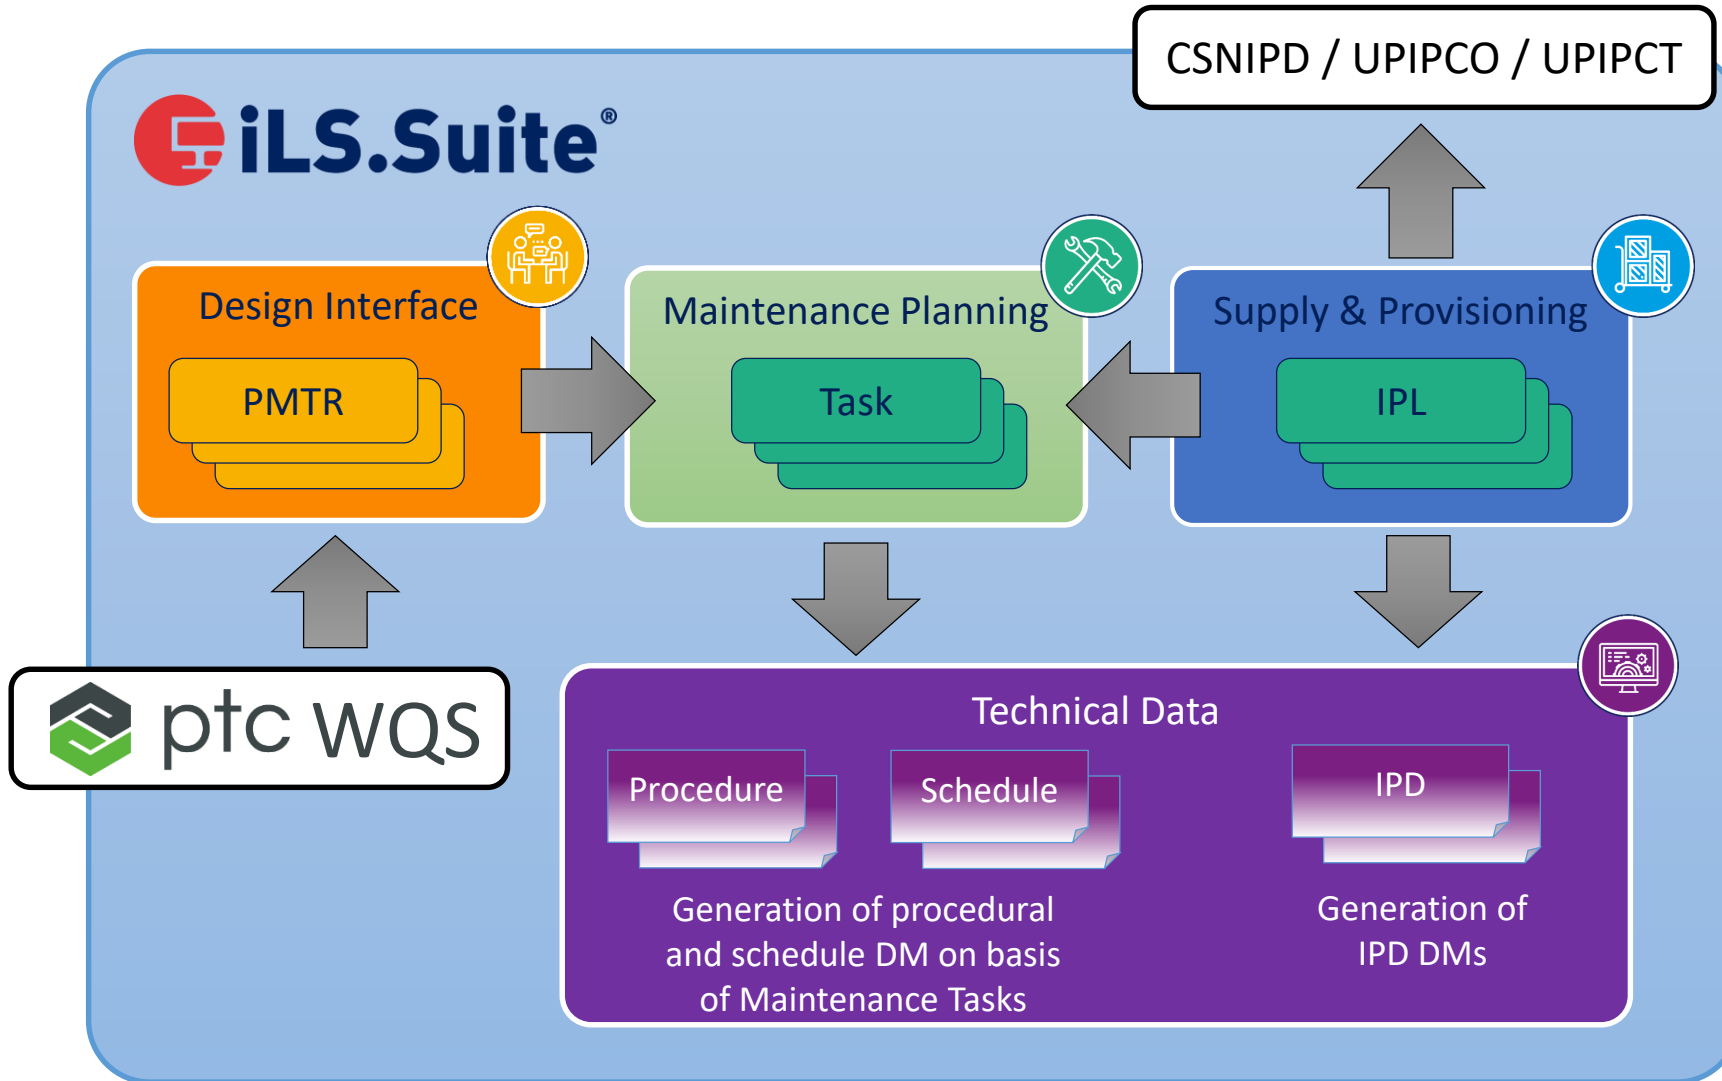 CSNIPD / UPIPCO / UPIPCT
iLS.Suite®
Design Interface
PMTR
Maintenance Planning
Task
Supply & Provisioning
IPL
ptc WQS
Technical Data
Procedure
Schedule
IPD
Generation of procedural
and schedule DM on basis
of Maintenance Tasks
Generation of
IPD DMs